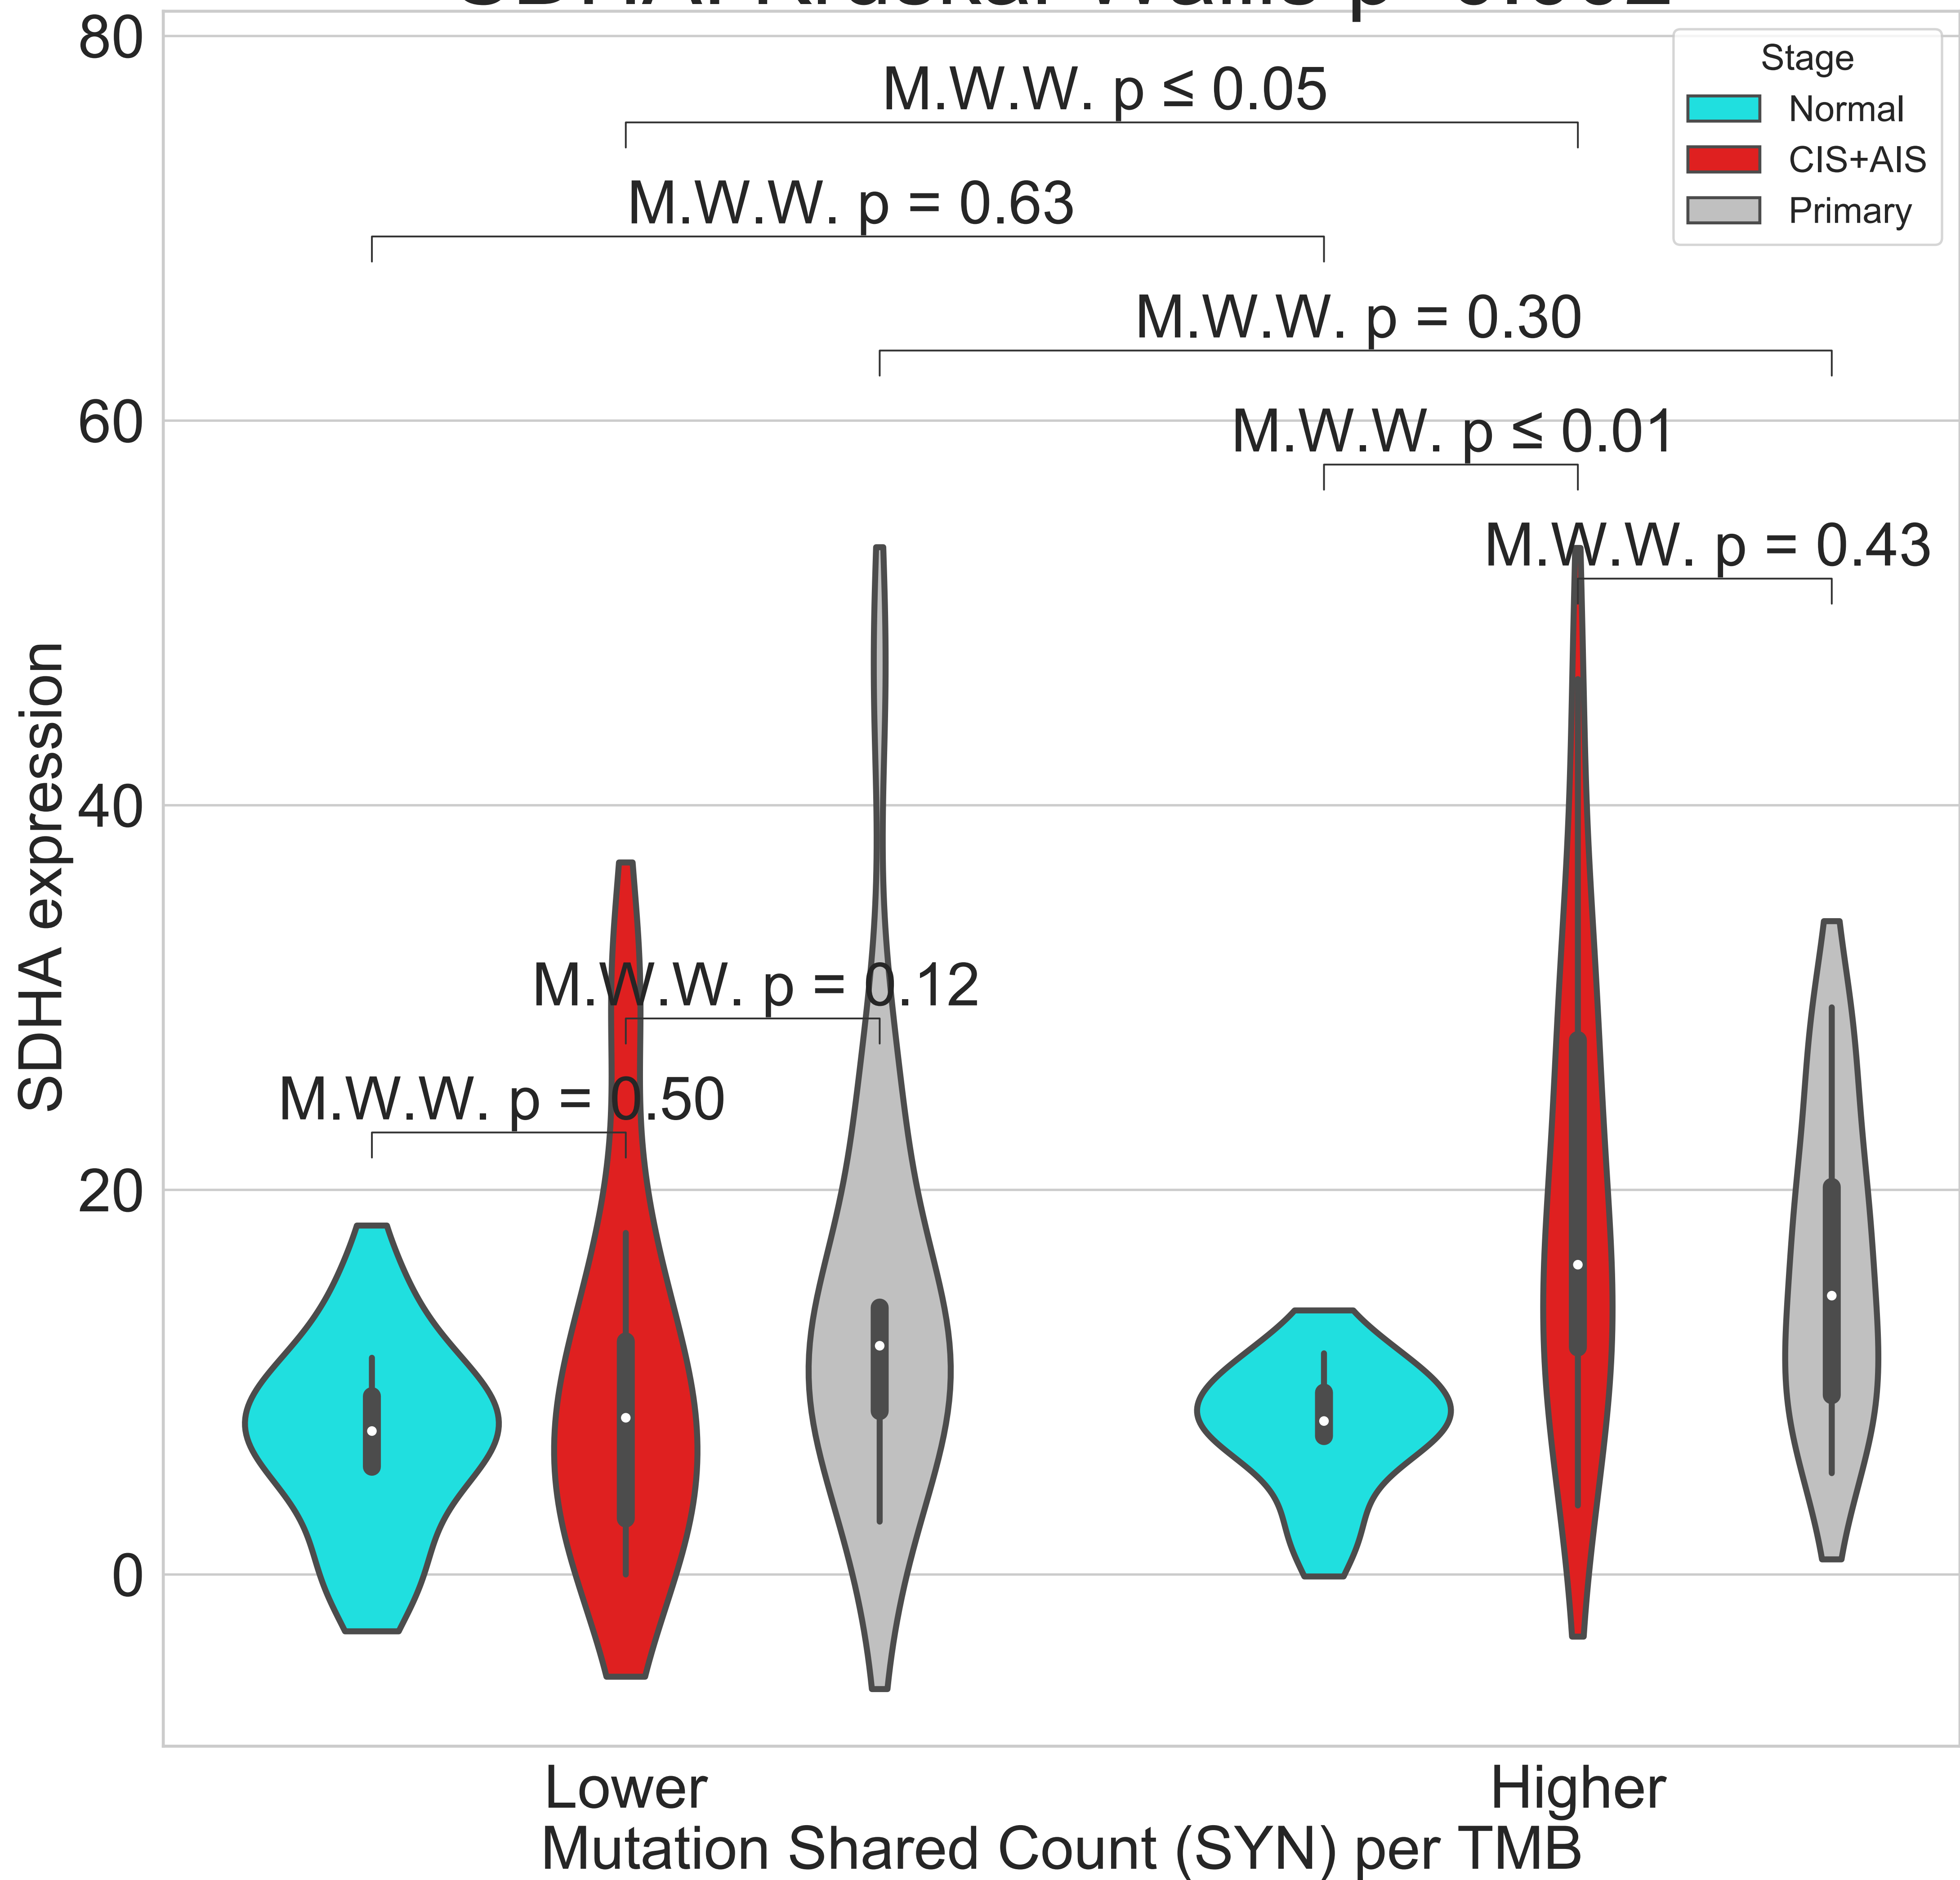 80
60
40
20
0
SDHA expression
M.W.W. p ≤ 0.05
M.W.W. p = 0.63
M.W.W. p = 0.30
M.W.W. p ≤ 0.01
M.W.W. p = 0.43
M.W.W. p = 0.12
M.W.W. p = 0.50
Stage
Normal
CIS+AIS
Primary
Lower
Higher
Mutation Shared Count (SYN) per TMB